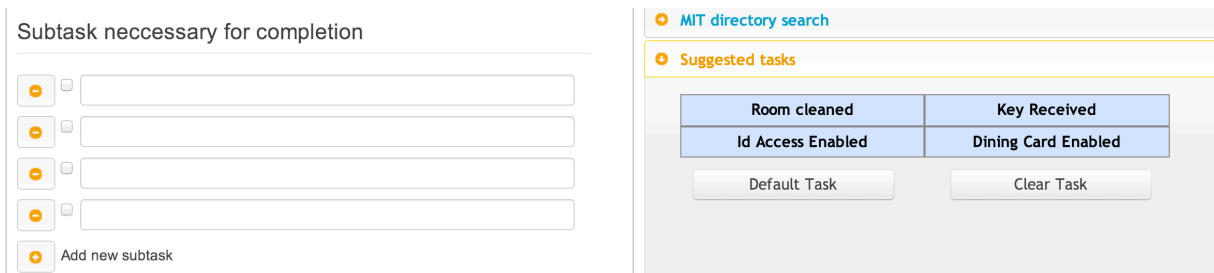 Subtask neccessary for completion
Add new subtask
MIT directory search
Suggested tasks
Room cleaned Key Received
Id Access Enabled Dining Card Enabled
Default Task Clear Task